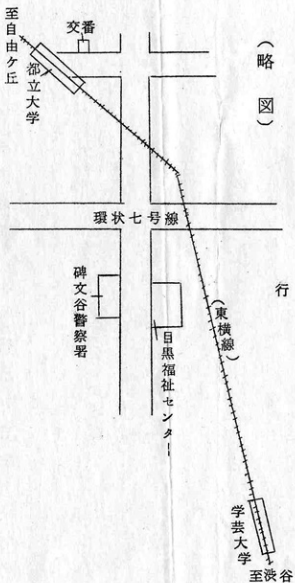 （略図）
行
交番
至自由ケ丘
都立大学
環状七号線
碑文谷警察署
目黒福祉センター
（東横線）
学芸大学
至渋谷